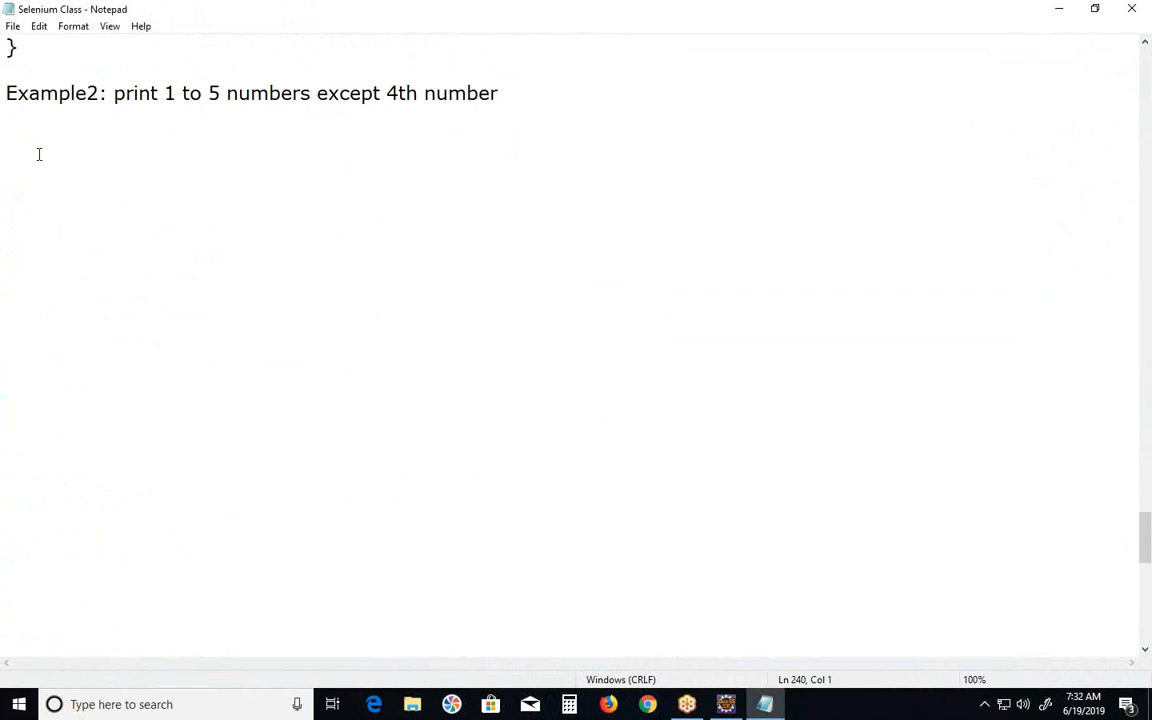 Selenium Class - Notepad
File Edit Format View Help
}
Example2: print 1 to 5 numbers except 4th number
Windows (CRLF) Ln 240, Col 1 100%
Type here to search
7:32 AM
6/19/2019
3